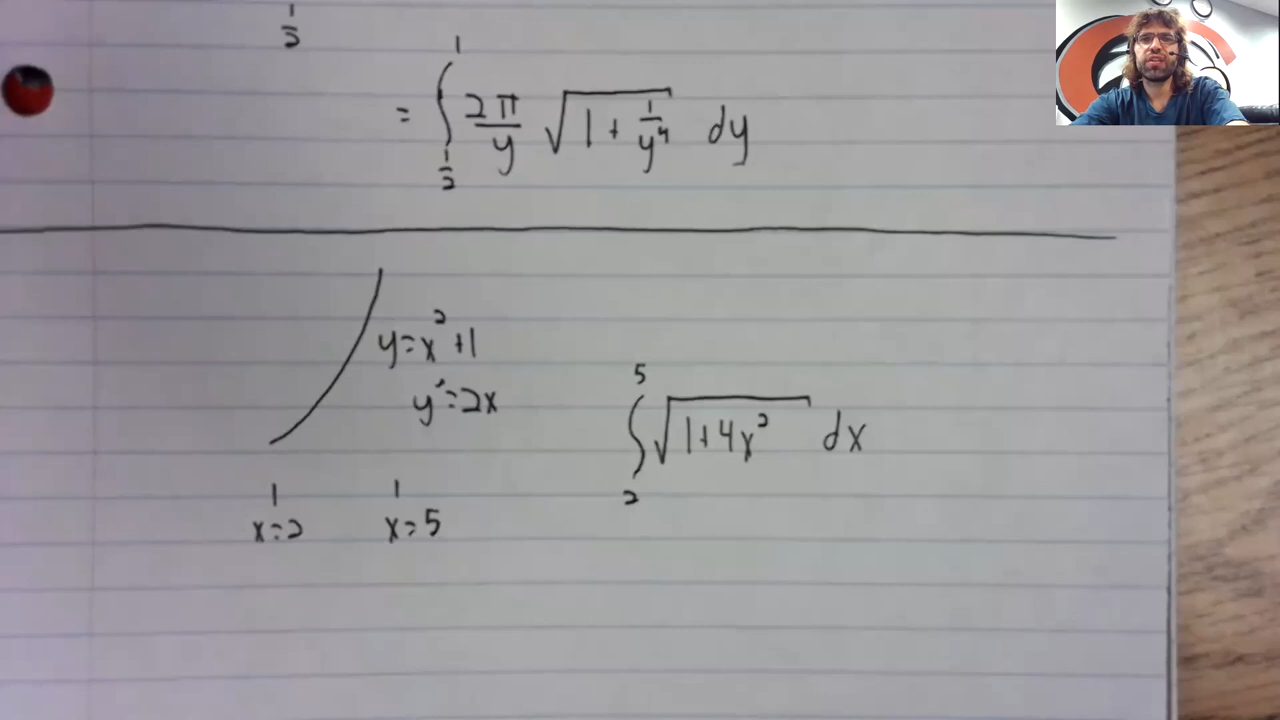 1/2
= ∫_{1/2}^{1} 2π/y √(1 + 1/y⁴) dy
y=x²+1
y'=2x
∫_{2}^{5} √(1+4x²) dx
x=2 x=5